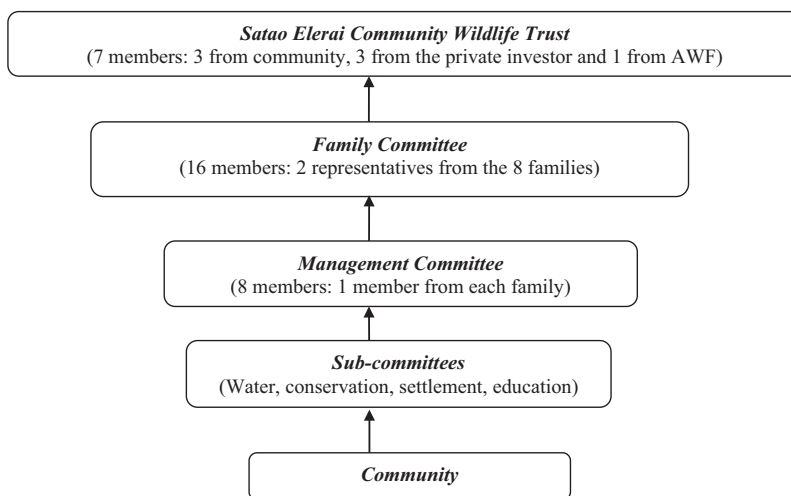 Satao Elerai Community Wildlife Trust
(7 members: 3 from community, 3 from the private investor and 1 from AWF)
Family Committee
(16 members: 2 representatives from the 8 families)
Management Committee
(8 members: 1 member from each family)
Sub-committees
(Water, conservation, settlement, education)
Community